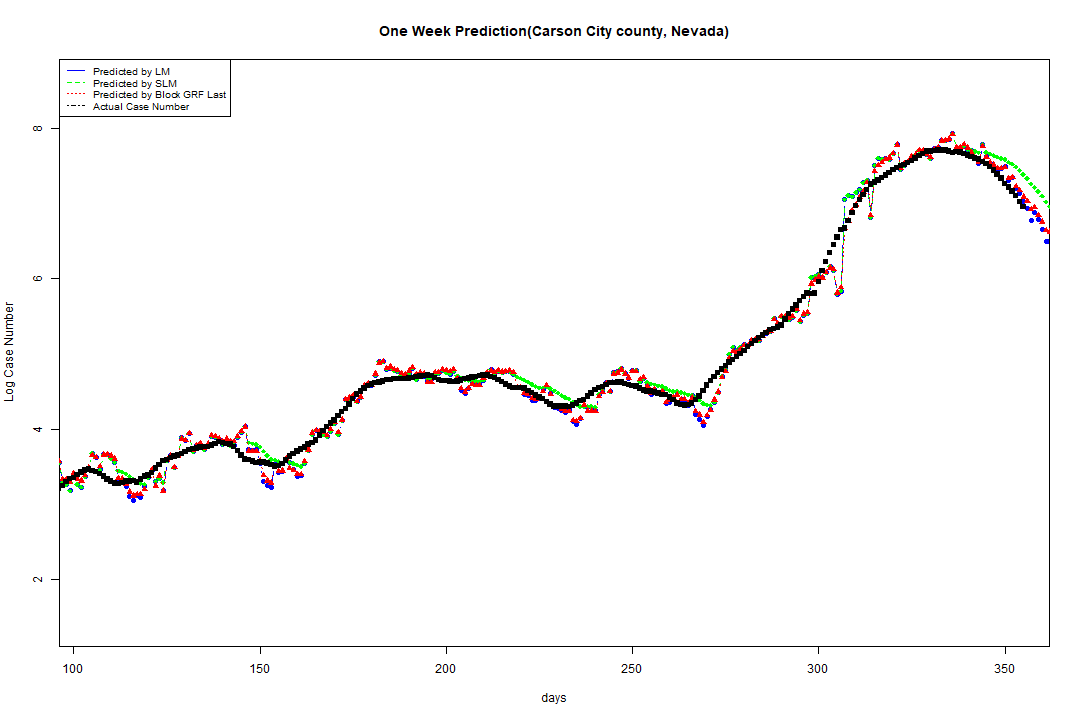 One Week Prediction(Carson City county, Nevada)
Predicted by LM
Predicted by SLM
Predicted by Block GRF Last
Actual Case Number
8
6
4
2
Log Case Number
100 150 200 250 300 350
days